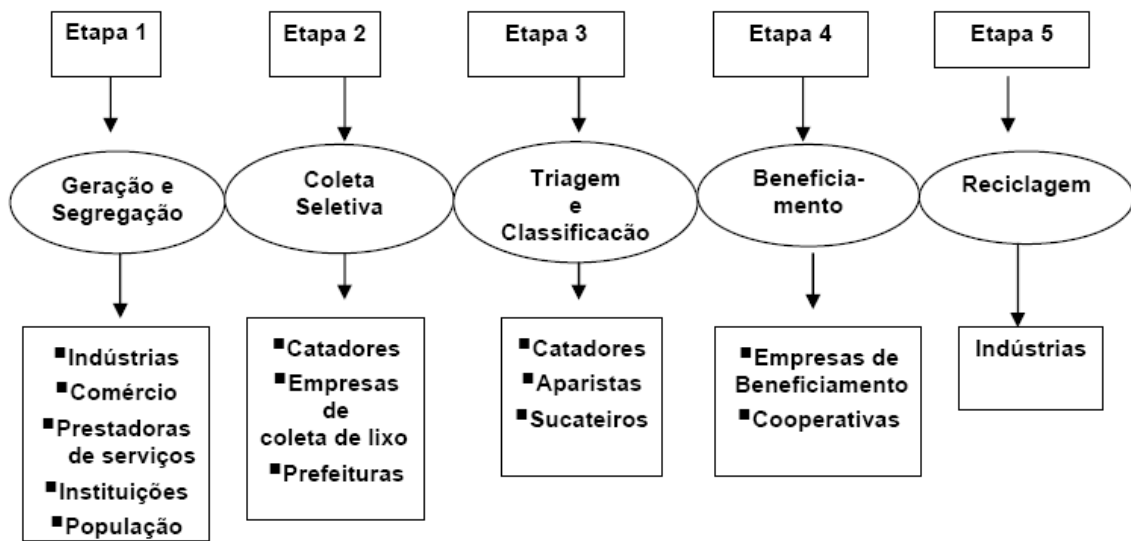 Etapa 1
Etapa 2
Etapa 3
Etapa 4
Etapa 5
Geração e
Segregação
Coleta
Seletiva
Triagem
e
Classificacão
Beneficia-
mento
Reciclagem
▪Indústrias
▪Comércio
▪Prestadoras
de serviços
▪Instituições
▪População
▪Catadores
▪Empresas
de
coleta de lixo
▪Prefeituras
▪Catadores
▪Aparistas
▪Sucateiros
▪Empresas de
Beneficiamento
▪Cooperativas
Indústrias